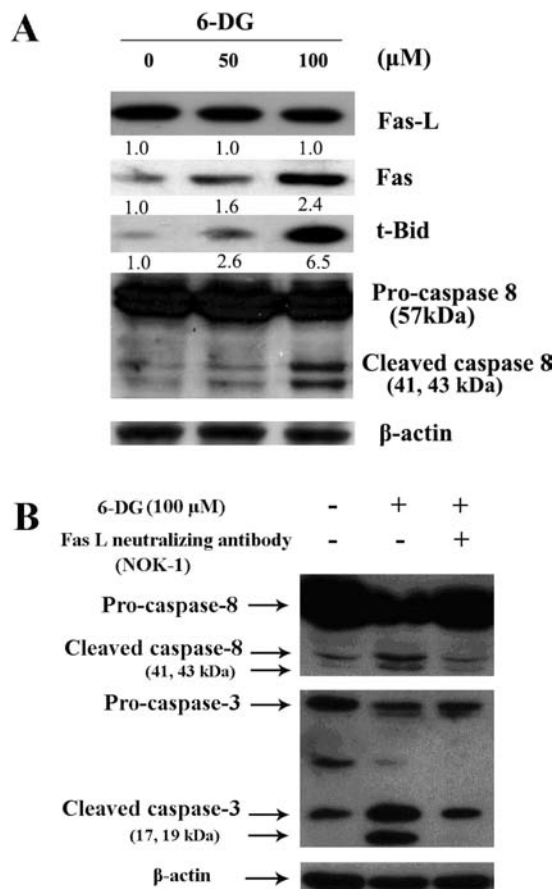 A
6-DG
0 50 100 (μM)
Fas-L
1.0 1.0 1.0
Fas
1.0 1.6 2.4
t-Bid
1.0 2.6 6.5
Pro-caspase 8
(57kDa)
Cleaved caspase 8
(41, 43 kDa)
β-actin
B
6-DG (100 μM) - + +
Fas L neutralizing antibody - - +
(NOK-1)
Pro-caspase-8
Cleaved caspase-8
(41, 43 kDa)
Pro-caspase-3
Cleaved caspase-3
(17, 19 kDa)
β-actin